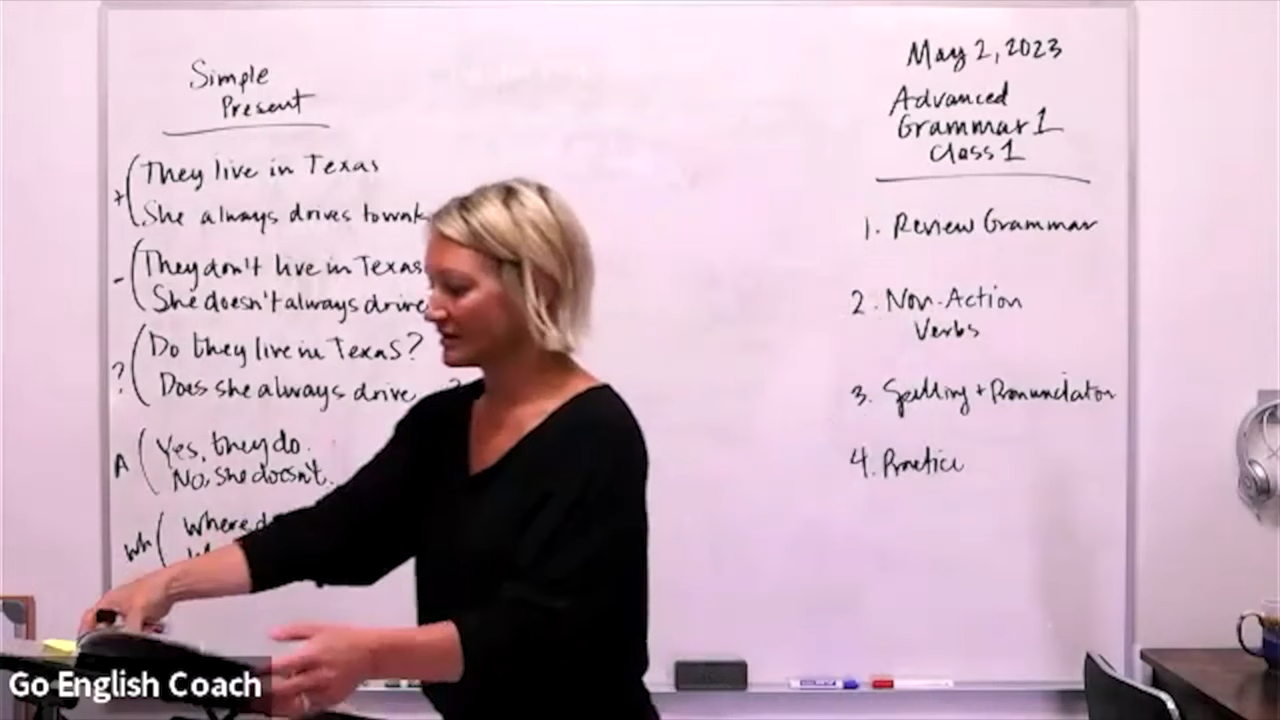 Simple
Present
+ They live in Texas
She always drives to work
- They don't live in Texas
She doesn't always drive
? Do they live in Texas?
Does she always drive ?
A Yes, they do.
No, she doesn't.
Wh Where
May 2, 2023
Advanced
Grammar 1
Class 1
1. Review Grammar
2. Non-Action
Verbs
3. Spelling + Pronunciation
4. Practice
Go English Coach